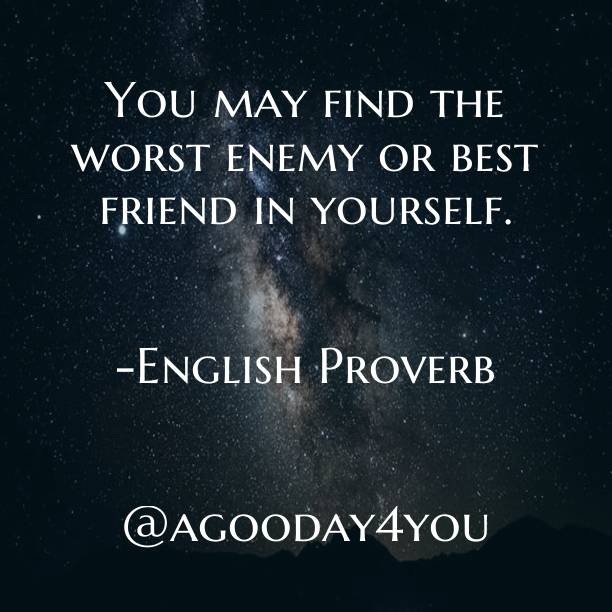 You may find the
worst enemy or best
friend in yourself.
-English Proverb
@agooday4you